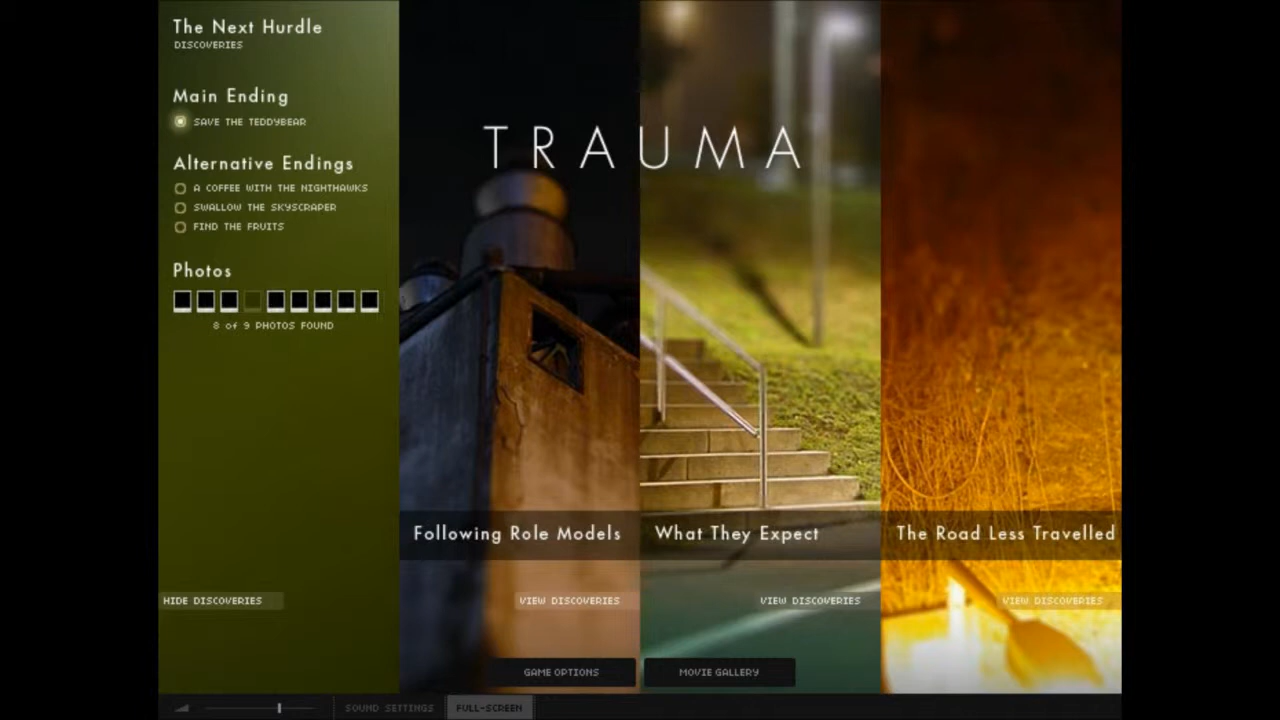 The Next Hurdle
DISCOVERIES
Main Ending
SAVE THE TEDDYBEAR
Alternative Endings
A COFFEE WITH THE NIGHTHAWKS
SWALLOW THE SKYSCRAPER
FIND THE FRUITS
Photos
8 of 9 PHOTOS FOUND
HIDE DISCOVERIES
TRAUMA
Following Role Models
What They Expect
The Road Less Travelled
VIEW DISCOVERIES
VIEW DISCOVERIES
VIEW DISCOVERIES
GAME OPTIONS
MOVIE GALLERY
SOUND SETTINGS
FULL-SCREEN